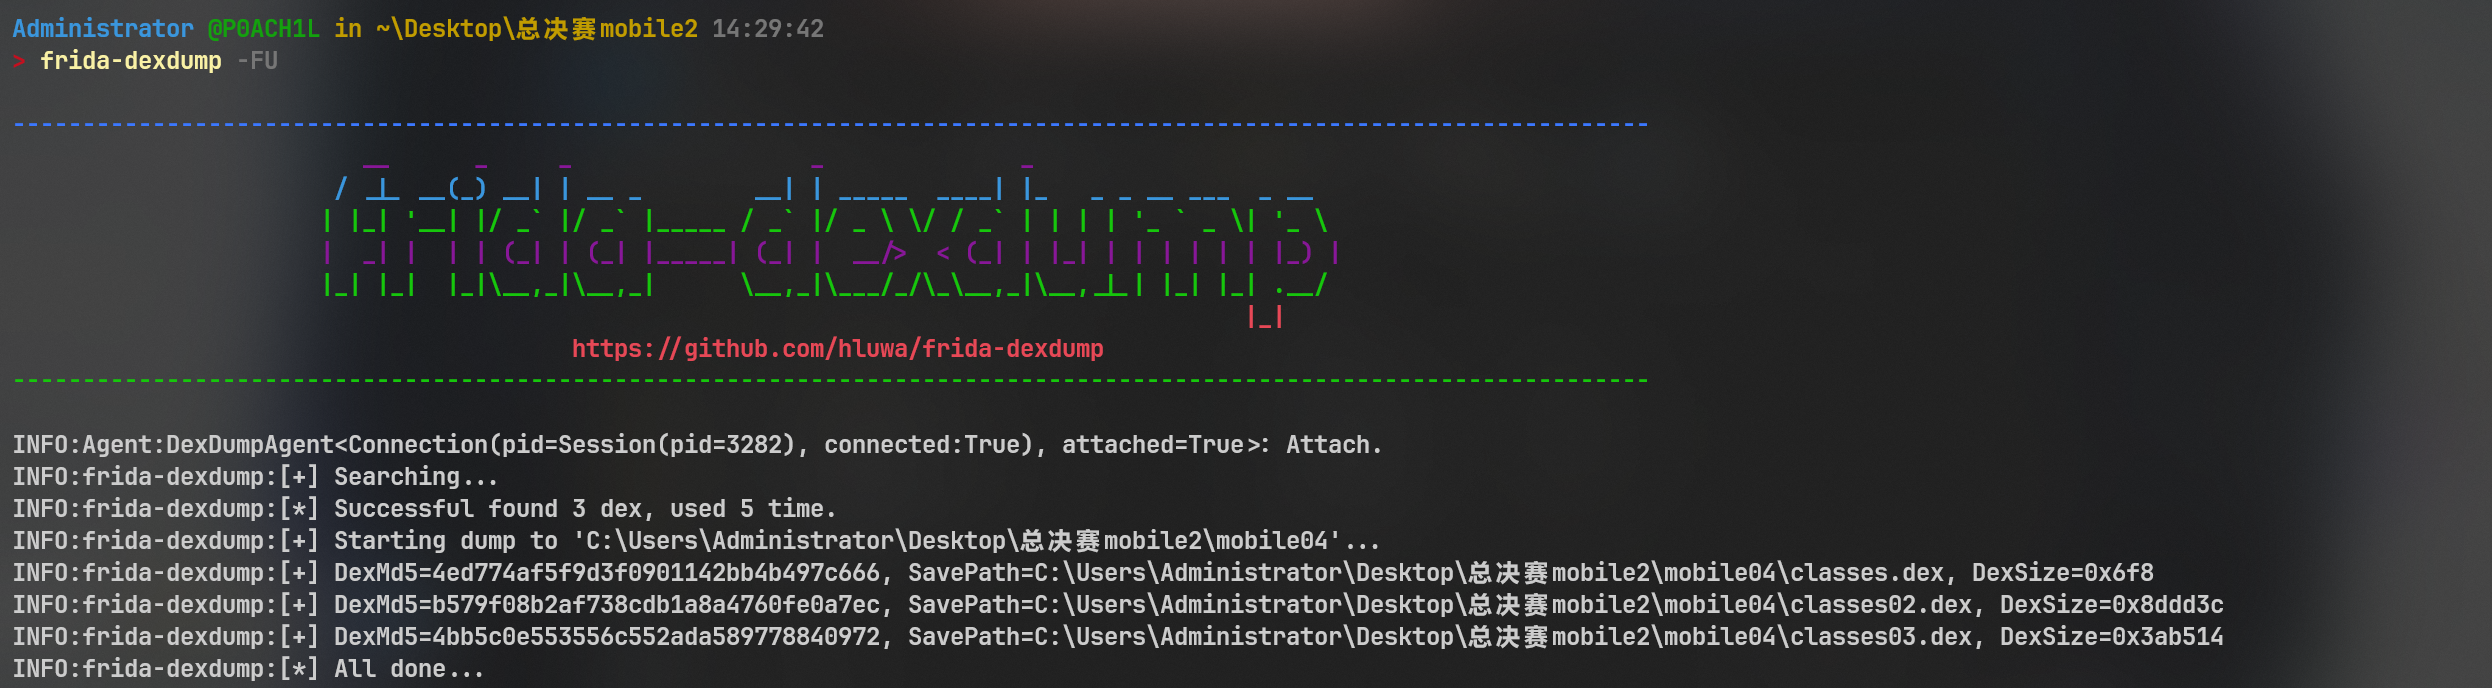 Administrator @P0ACH1L in ~\Desktop\总决赛mobile2 14:29:42
> frida-dexdump -FU
https://github.com/hluwa/frida-dexdump
INFO:Agent:DexDumpAgent<Connection(pid=Session(pid=3282), connected:True), attached=True>: Attach.
INFO:frida-dexdump:[+] Searching...
INFO:frida-dexdump:[*] Successful found 3 dex, used 5 time.
INFO:frida-dexdump:[+] Starting dump to 'C:\Users\Administrator\Desktop\总决赛mobile2\mobile04'...
INFO:frida-dexdump:[+] DexMd5=4ed774af5f9d3f0901142bb4b497c666, SavePath=C:\Users\Administrator\Desktop\总决赛mobile2\mobile04\classes.dex, DexSize=0x6f8
INFO:frida-dexdump:[+] DexMd5=b579f08b2af738cdb1a8a4760fe0a7ec, SavePath=C:\Users\Administrator\Desktop\总决赛mobile2\mobile04\classes02.dex, DexSize=0x8ddd3c
INFO:frida-dexdump:[+] DexMd5=4bb5c0e553556c552ada589778840972, SavePath=C:\Users\Administrator\Desktop\总决赛mobile2\mobile04\classes03.dex, DexSize=0x3ab514
INFO:frida-dexdump:[*] All done...